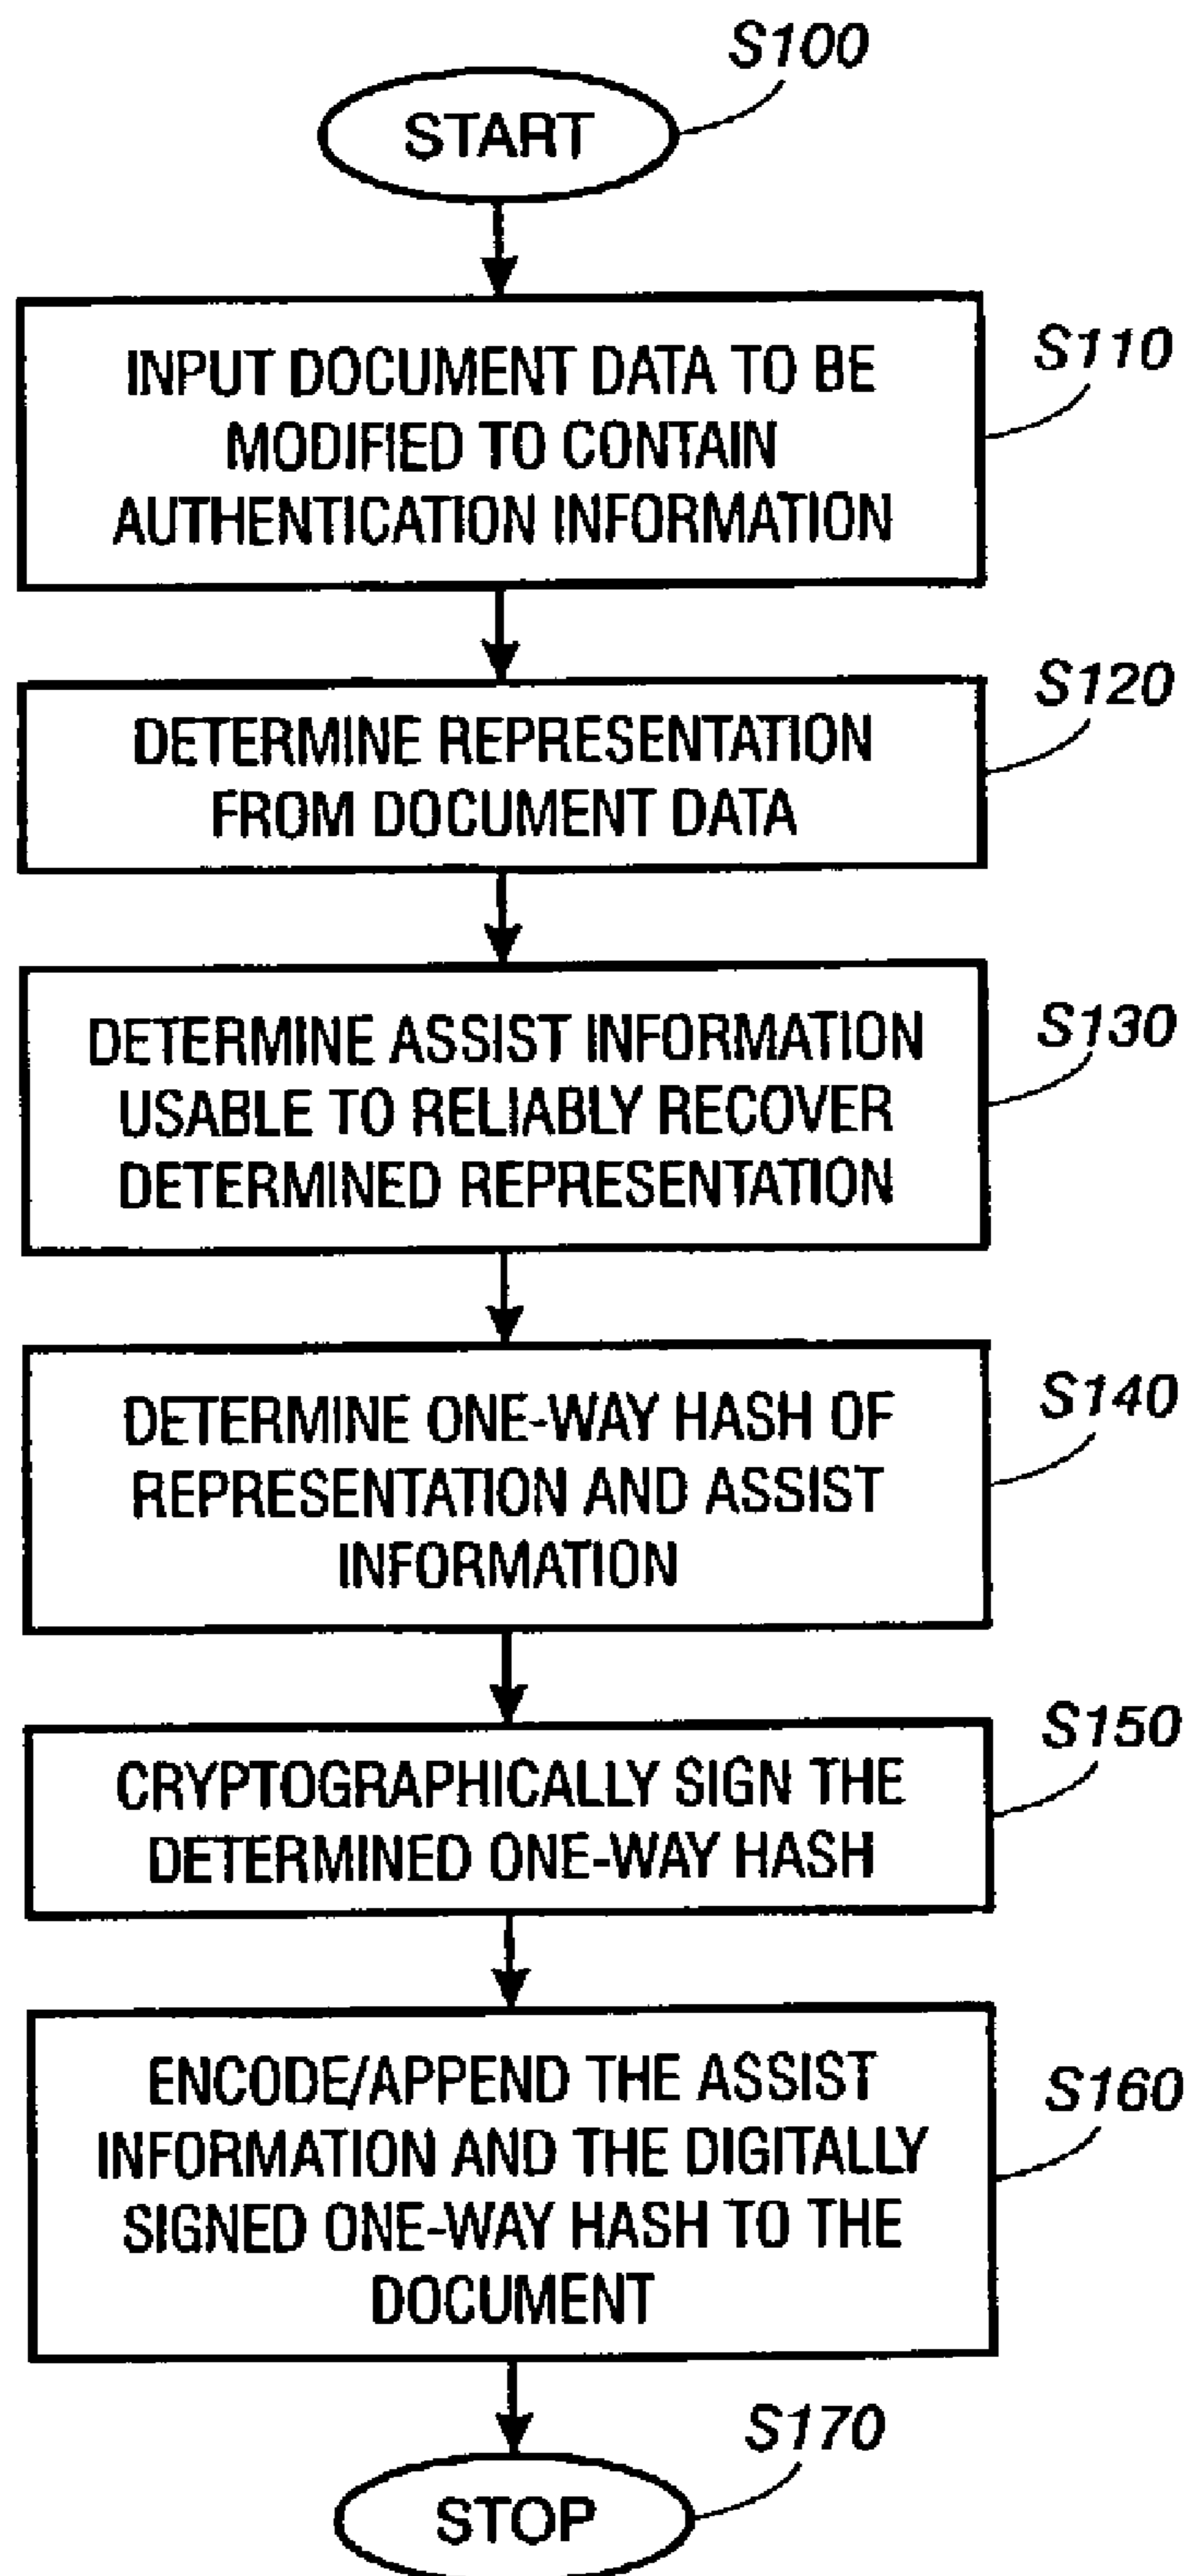 S100
START
S110
INPUT DOCUMENT DATA TO BE
MODIFIED TO CONTAIN
AUTHENTICATION INFORMATION
S120
DETERMINE REPRESENTATION
FROM DOCUMENT DATA
S130
DETERMINE ASSIST INFORMATION
USABLE TO RELIABLY RECOVER
DETERMINED REPRESENTATION
S140
DETERMINE ONE-WAY HASH OF
REPRESENTATION AND ASSIST
INFORMATION
S150
CRYPTOGRAPHICALLY SIGN THE
DETERMINED ONE-WAY HASH
S160
ENCODE/APPEND THE ASSIST
INFORMATION AND THE DIGITALLY
SIGNED ONE-WAY HASH TO THE
DOCUMENT
S170
STOP